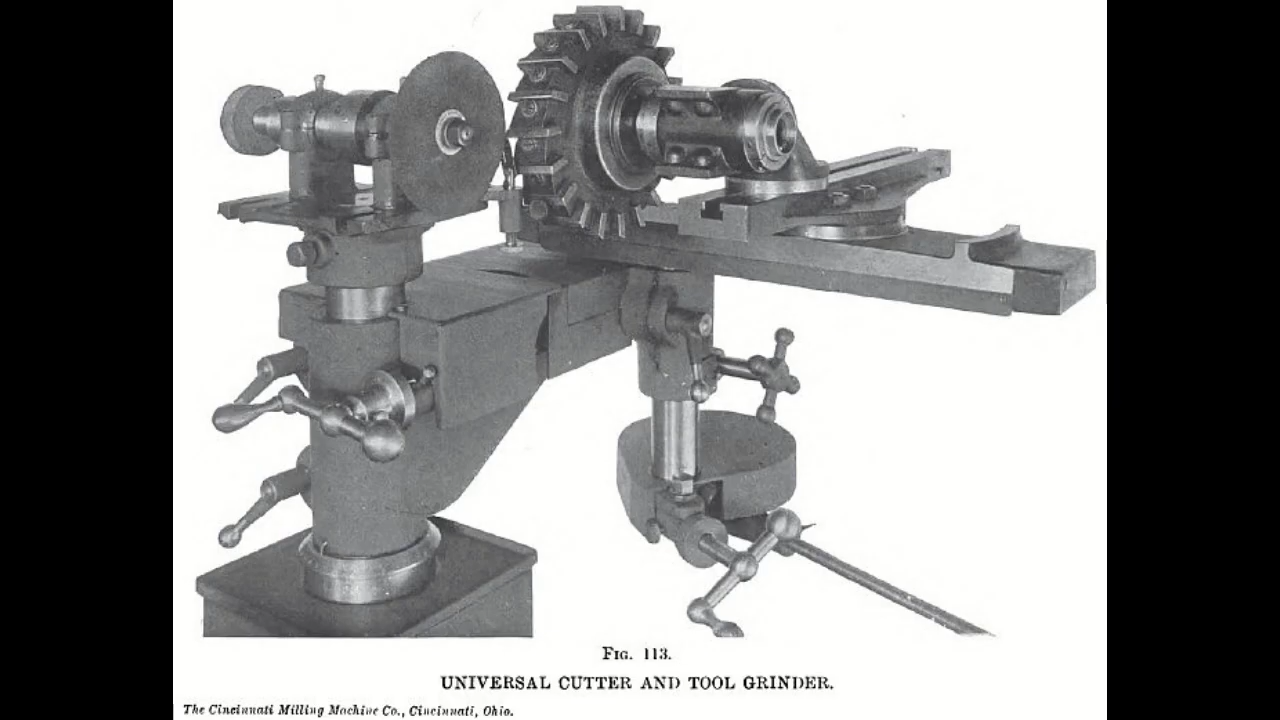 Fig. 113.
UNIVERSAL CUTTER AND TOOL GRINDER.
The Cincinnati Milling Machine Co., Cincinnati, Ohio.